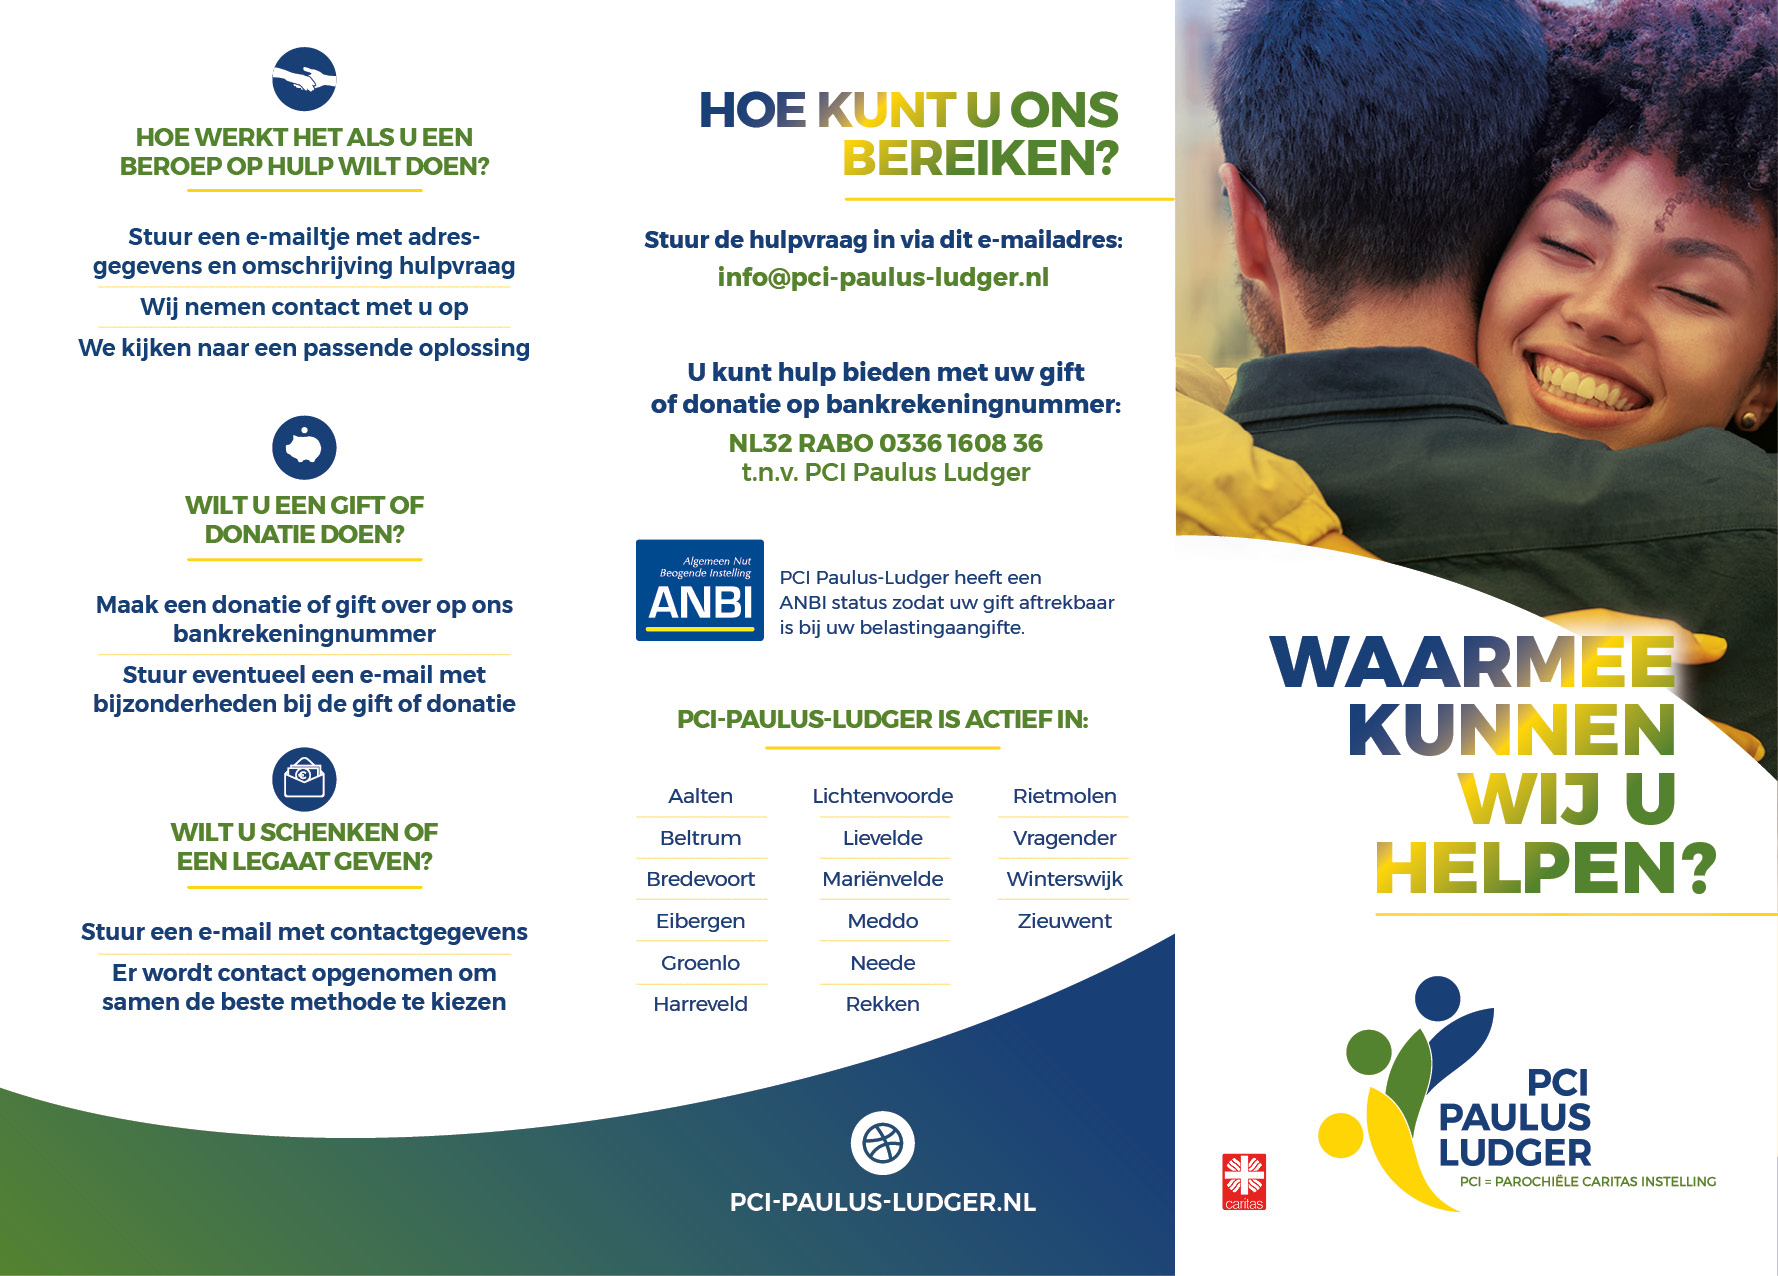 HOE WERKT HET ALS U EEN
BEROEP OP HULP WILT DOEN?
Stuur een e-mailtje met adres-
gegevens en omschrijving hulpvraag
Wij nemen contact met u op
We kijken naar een passende oplossing
WILT U EEN GIFT OF
DONATIE DOEN?
Maak een donatie of gift over op ons
bankrekeningnummer
Stuur eventueel een e-mail met
bijzonderheden bij de gift of donatie
WILT U SCHENKEN OF
EEN LEGAAT GEVEN?
Stuur een e-mail met contactgegevens
Er wordt contact opgenomen om
samen de beste methode te kiezen
HOE KUNT U ONS
BEREIKEN?
Stuur de hulpvraag in via dit e-mailadres:
info@pci-paulus-ludger.nl
U kunt hulp bieden met uw gift
of donatie op bankrekeningnummer:
NL32 RABO 0336 1608 36
t.n.v. PCI Paulus Ludger
Algemeen Nut
Beogende Instelling
ANBI
PCI Paulus-Ludger heeft een
ANBI status zodat uw gift aftrekbaar
is bij uw belastingaangifte.
PCI-PAULUS-LUDGER IS ACTIEF IN:
Aalten
Beltrum
Bredevoort
Eibergen
Groenlo
Harreveld
Lichtenvoorde
Lievelde
Mariënvelde
Meddo
Neede
Rekken
Rietmolen
Vragender
Winterswijk
Zieuwent
PCI-PAULUS-LUDGER.NL
WAARMEE
KUNNEN
WIJ U
HELPEN?
PCI
PAULUS
LUDGER
PCI = PAROCHIËLE CARITAS INSTELLING
caritas